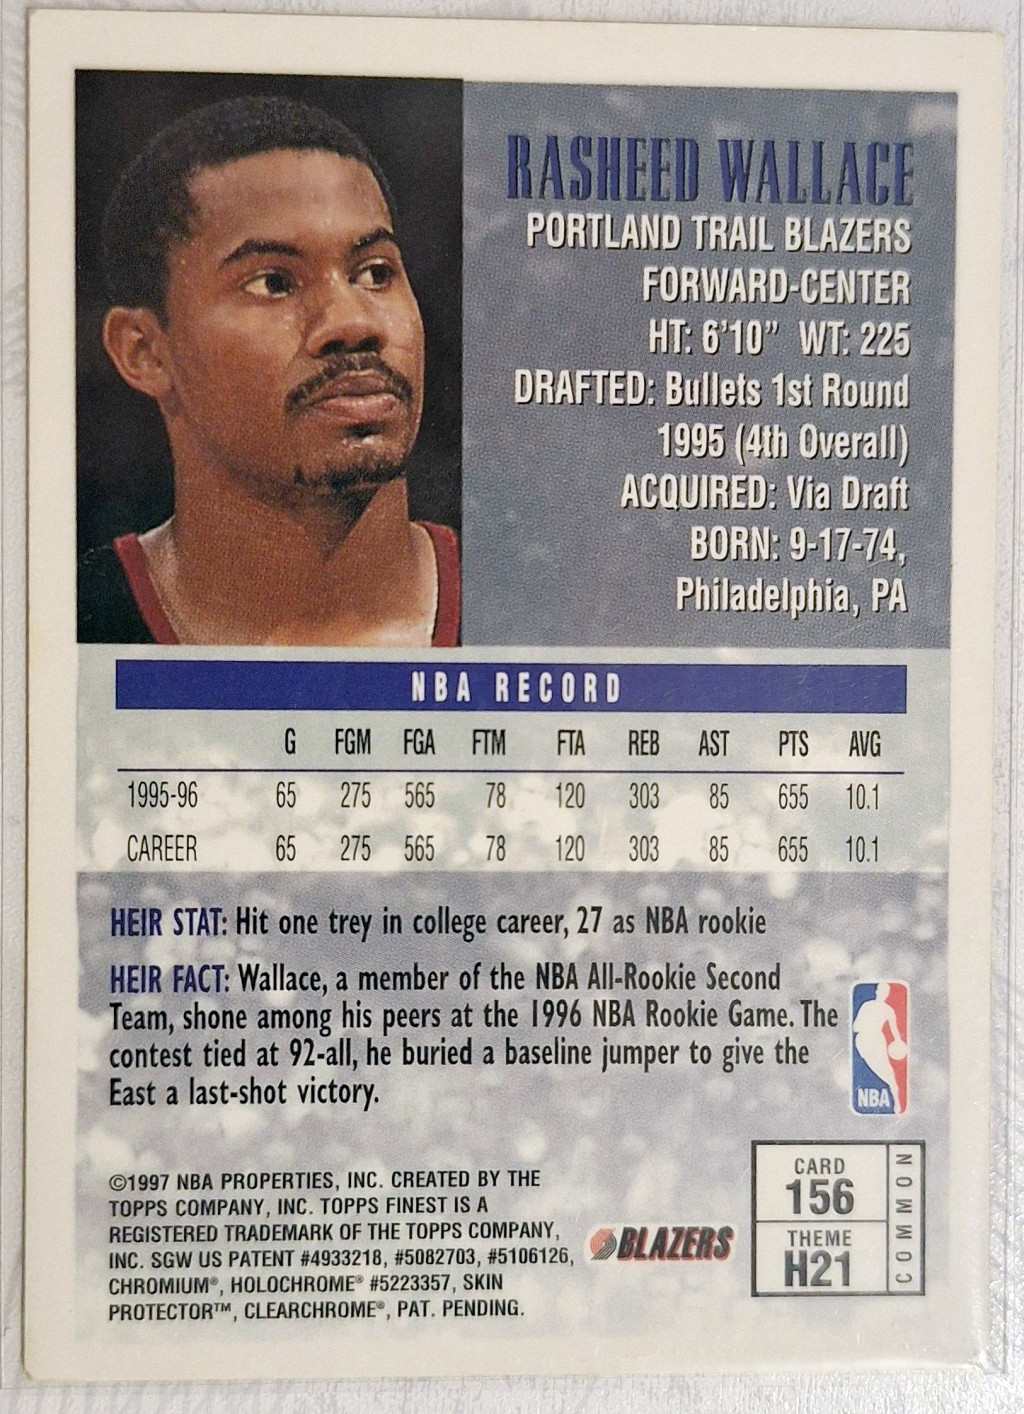 RASHEED WALLACE
PORTLAND TRAIL BLAZERS
FORWARD-CENTER
HT: 6'10" WT: 225
DRAFTED: Bullets 1st Round
1995 (4th Overall)
ACQUIRED: Via Draft
BORN: 9-17-74,
Philadelphia, PA
NBA RECORD
G FGM FGA FTM FTA REB AST PTS AVG
1995-96 65 275 565 78 120 303 85 655 10.1
CAREER 65 275 565 78 120 303 85 655 10.1
HEIR STAT: Hit one trey in college career, 27 as NBA rookie
HEIR FACT: Wallace, a member of the NBA All-Rookie Second
Team, shone among his peers at the 1996 NBA Rookie Game. The
contest tied at 92-all, he buried a baseline jumper to give the
East a last-shot victory.
NBA
©1997 NBA PROPERTIES, INC. CREATED BY THE
TOPPS COMPANY, INC. TOPPS FINEST IS A
REGISTERED TRADEMARK OF THE TOPPS COMPANY,
INC. SGW US PATENT #4933218, #5082703, #5106126,
CHROMIUM®, HOLOCHROME® #5223357, SKIN
PROTECTOR™, CLEARCHROME®, PAT. PENDING.
BLAZERS
CARD
156
THEME
H21
COMMON